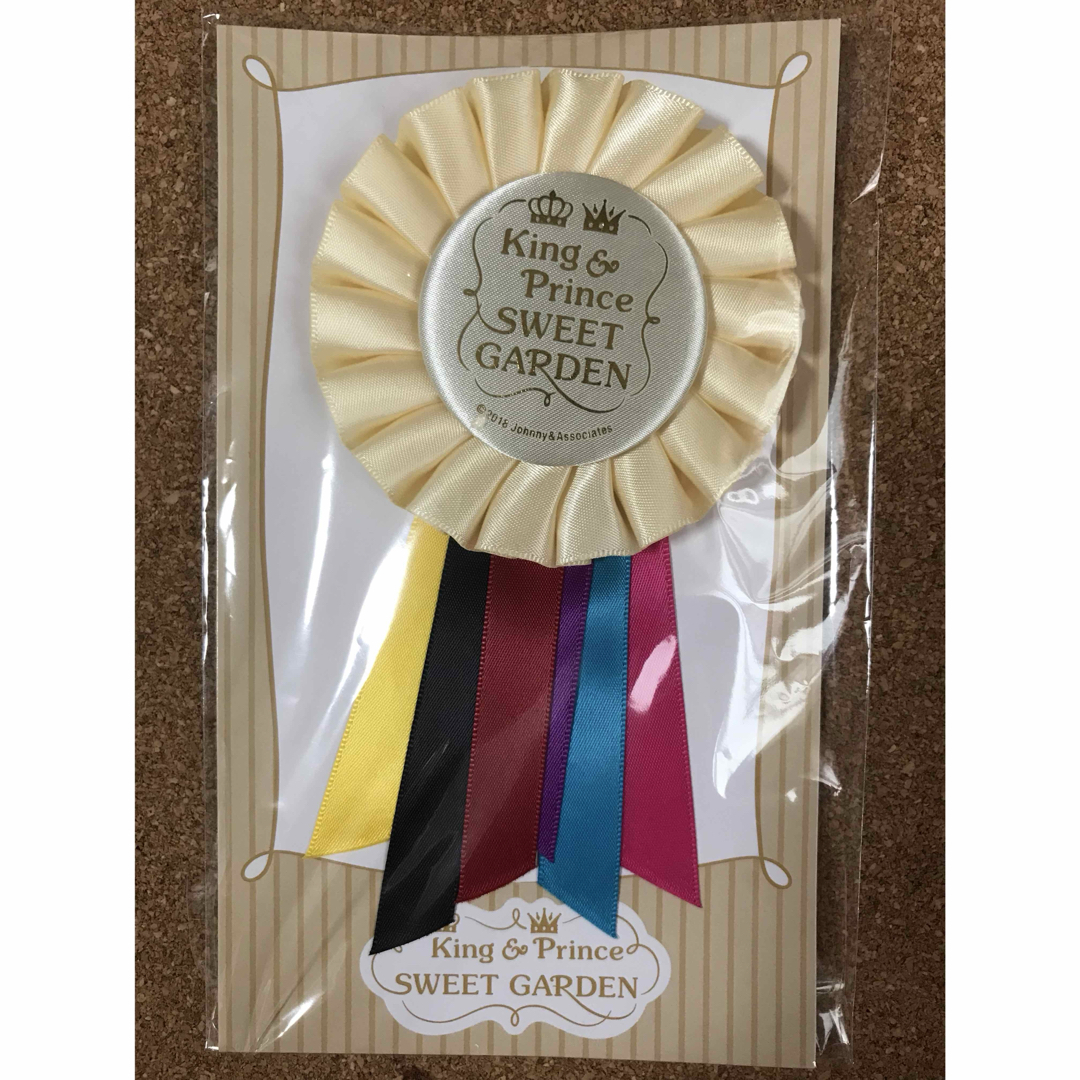 King &
Prince
SWEET
GARDEN
©2018 Johnny&Associates
King & Prince
SWEET GARDEN